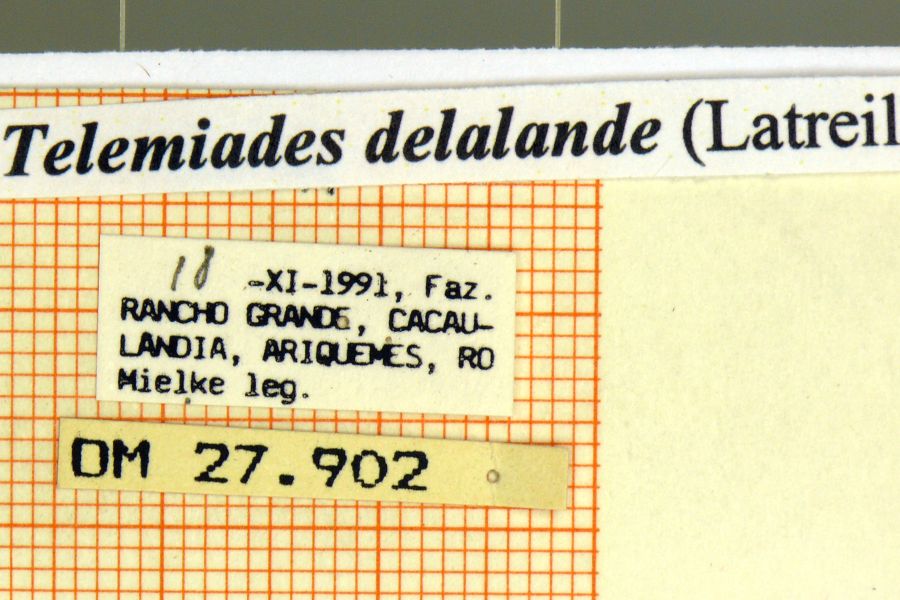 Telemiades delalande (Latreil
18 -XI-1991, Faz.
RANCHO GRANDE, CACAU-
LANDIA, ARIQUEMES, RO
Mielke leg.
DM 27.902